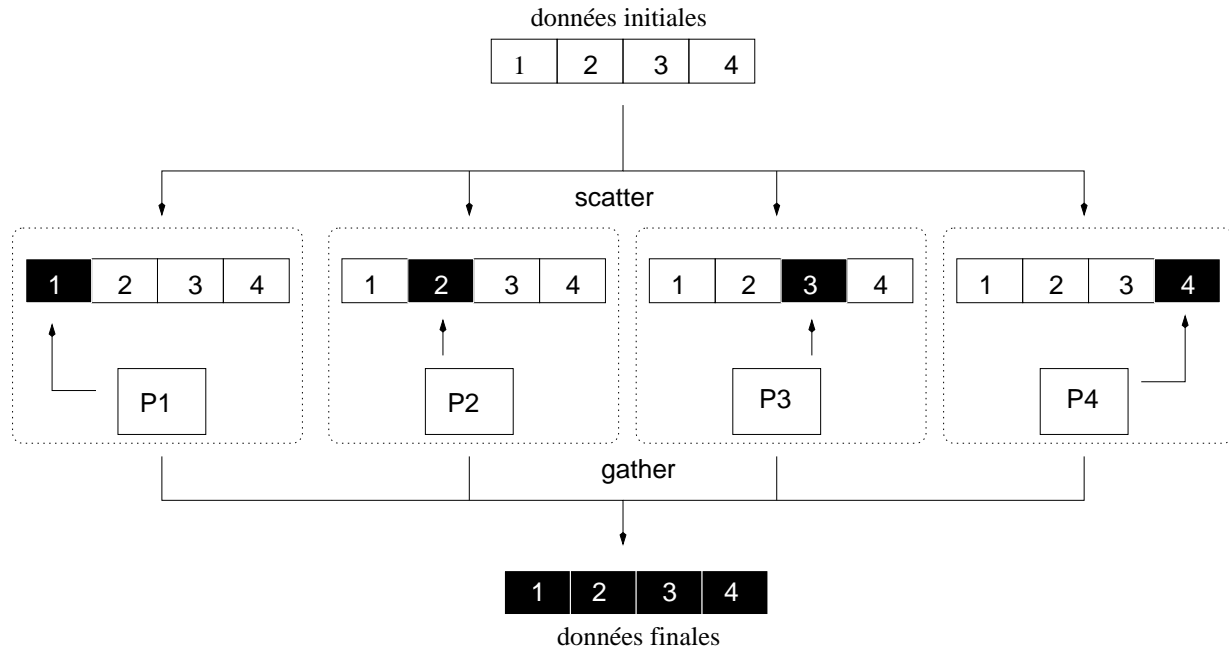 données initiales
1 2 3 4
scatter
1 2 3 4
1 2 3 4
1 2 3 4
1 2 3 4
P1
P2
P3
P4
gather
1 2 3 4
données finales